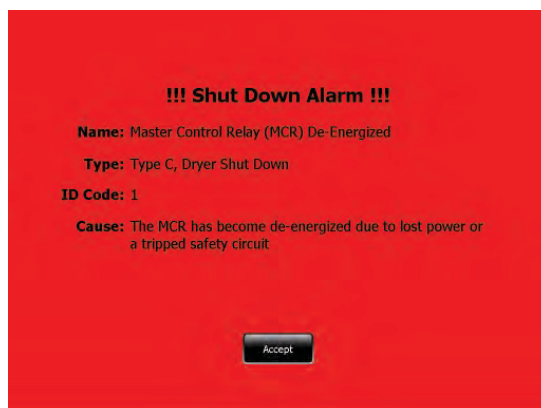 !!! Shut Down Alarm !!!
Name: Master Control Relay (MCR) De-Energized
Type: Type C, Dryer Shut Down
ID Code: 1
Cause: The MCR has become de-energized due to lost power or
a tripped safety circuit
Accept